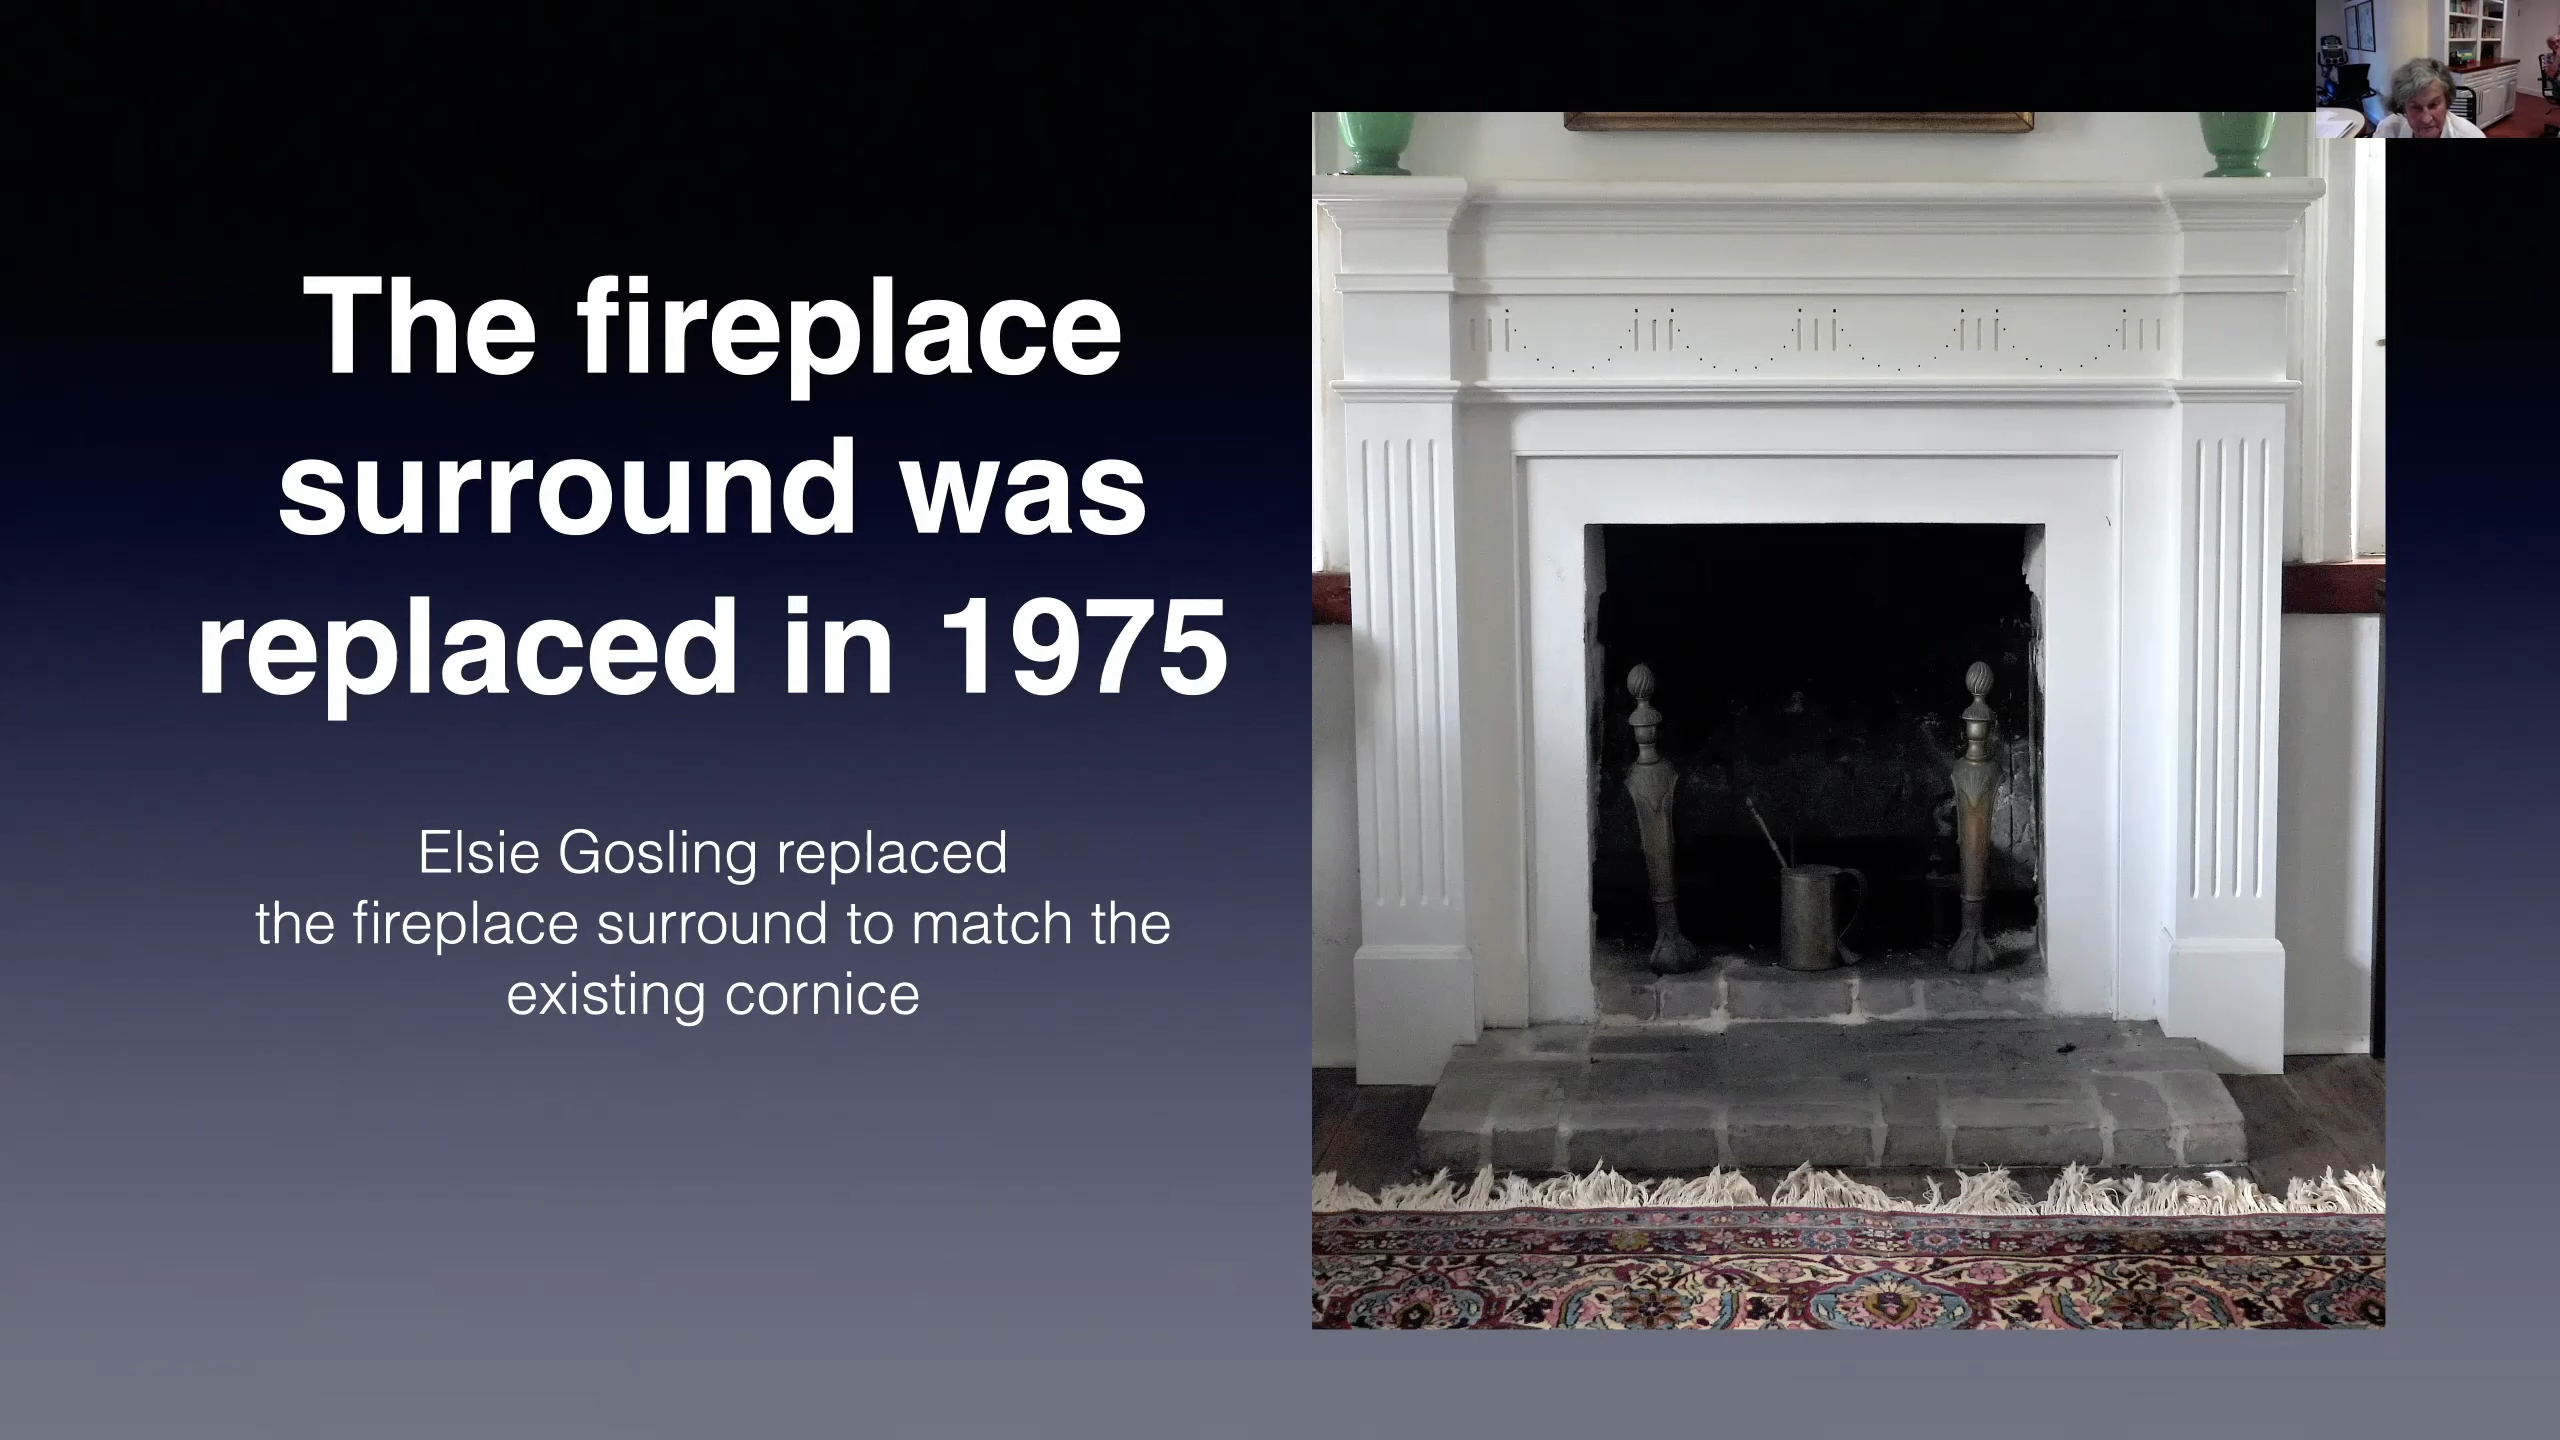 The fireplace
surround was
replaced in 1975
Elsie Gosling replaced
the fireplace surround to match the
existing cornice